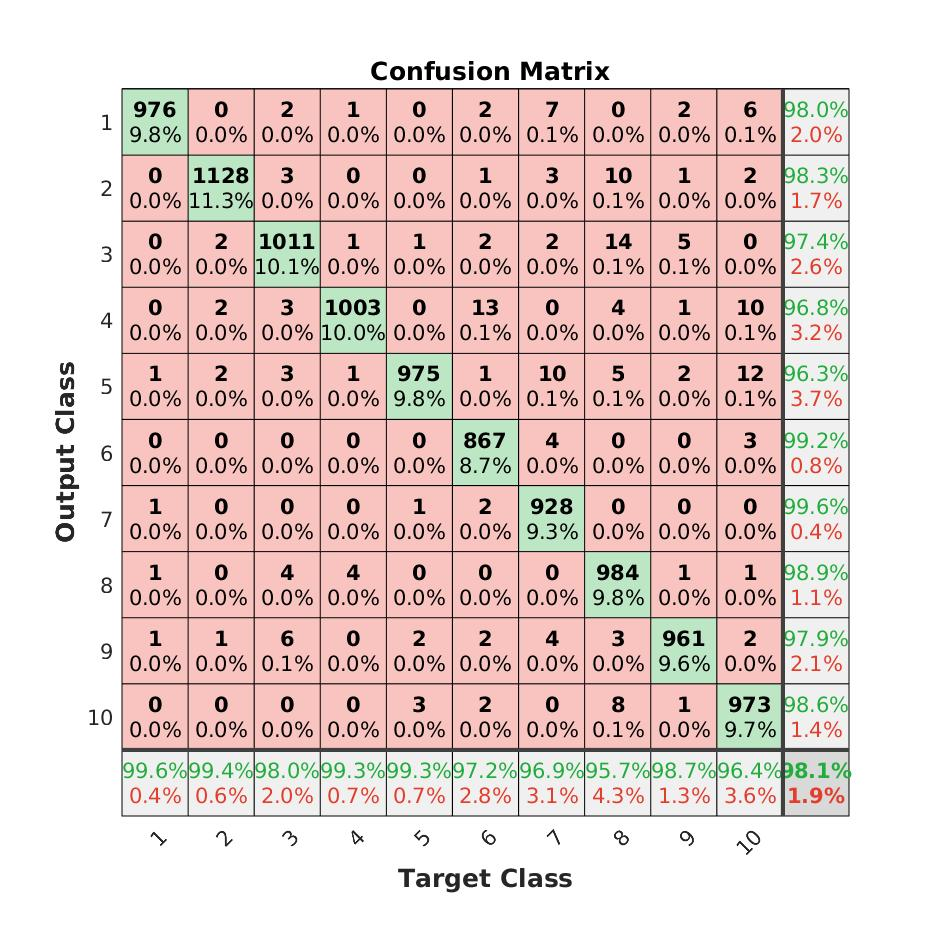 Confusion Matrix
976 0 2 1 0 2 7 0 2 6 98.0%
1
9.8% 0.0% 0.0% 0.0% 0.0% 0.0% 0.1% 0.0% 0.0% 0.1% 2.0%
0 1128 3 0 0 1 3 10 1 2 98.3%
2
0.0% 11.3% 0.0% 0.0% 0.0% 0.0% 0.0% 0.1% 0.0% 0.0% 1.7%
0 2 1011 1 1 2 2 14 5 0 97.4%
3
0.0% 0.0% 10.1% 0.0% 0.0% 0.0% 0.0% 0.1% 0.1% 0.0% 2.6%
0 2 3 1003 0 13 0 4 1 10 96.8%
4
0.0% 0.0% 0.0% 10.0% 0.0% 0.1% 0.0% 0.0% 0.0% 0.1% 3.2%
1 2 3 1 975 1 10 5 2 12 96.3%
5
0.0% 0.0% 0.0% 0.0% 9.8% 0.0% 0.1% 0.1% 0.0% 0.1% 3.7%
Output Class
0 0 0 0 0 867 4 0 0 3 99.2%
6
0.0% 0.0% 0.0% 0.0% 0.0% 8.7% 0.0% 0.0% 0.0% 0.0% 0.8%
1 0 0 0 1 2 928 0 0 0 99.6%
7
0.0% 0.0% 0.0% 0.0% 0.0% 0.0% 9.3% 0.0% 0.0% 0.0% 0.4%
1 0 4 4 0 0 0 984 1 1 98.9%
8
0.0% 0.0% 0.0% 0.0% 0.0% 0.0% 0.0% 9.8% 0.0% 0.0% 1.1%
1 1 6 0 2 2 4 3 961 2 97.9%
9
0.0% 0.0% 0.1% 0.0% 0.0% 0.0% 0.0% 0.0% 9.6% 0.0% 2.1%
0 0 0 0 3 2 0 8 1 973 98.6%
10
0.0% 0.0% 0.0% 0.0% 0.0% 0.0% 0.0% 0.1% 0.0% 9.7% 1.4%
99.6% 99.4% 98.0% 99.3% 99.3% 97.2% 96.9% 95.7% 98.7% 96.4% 98.1%
0.4% 0.6% 2.0% 0.7% 0.7% 2.8% 3.1% 4.3% 1.3% 3.6% 1.9%
1 2 3 4 5 6 7 8 9 10
Target Class